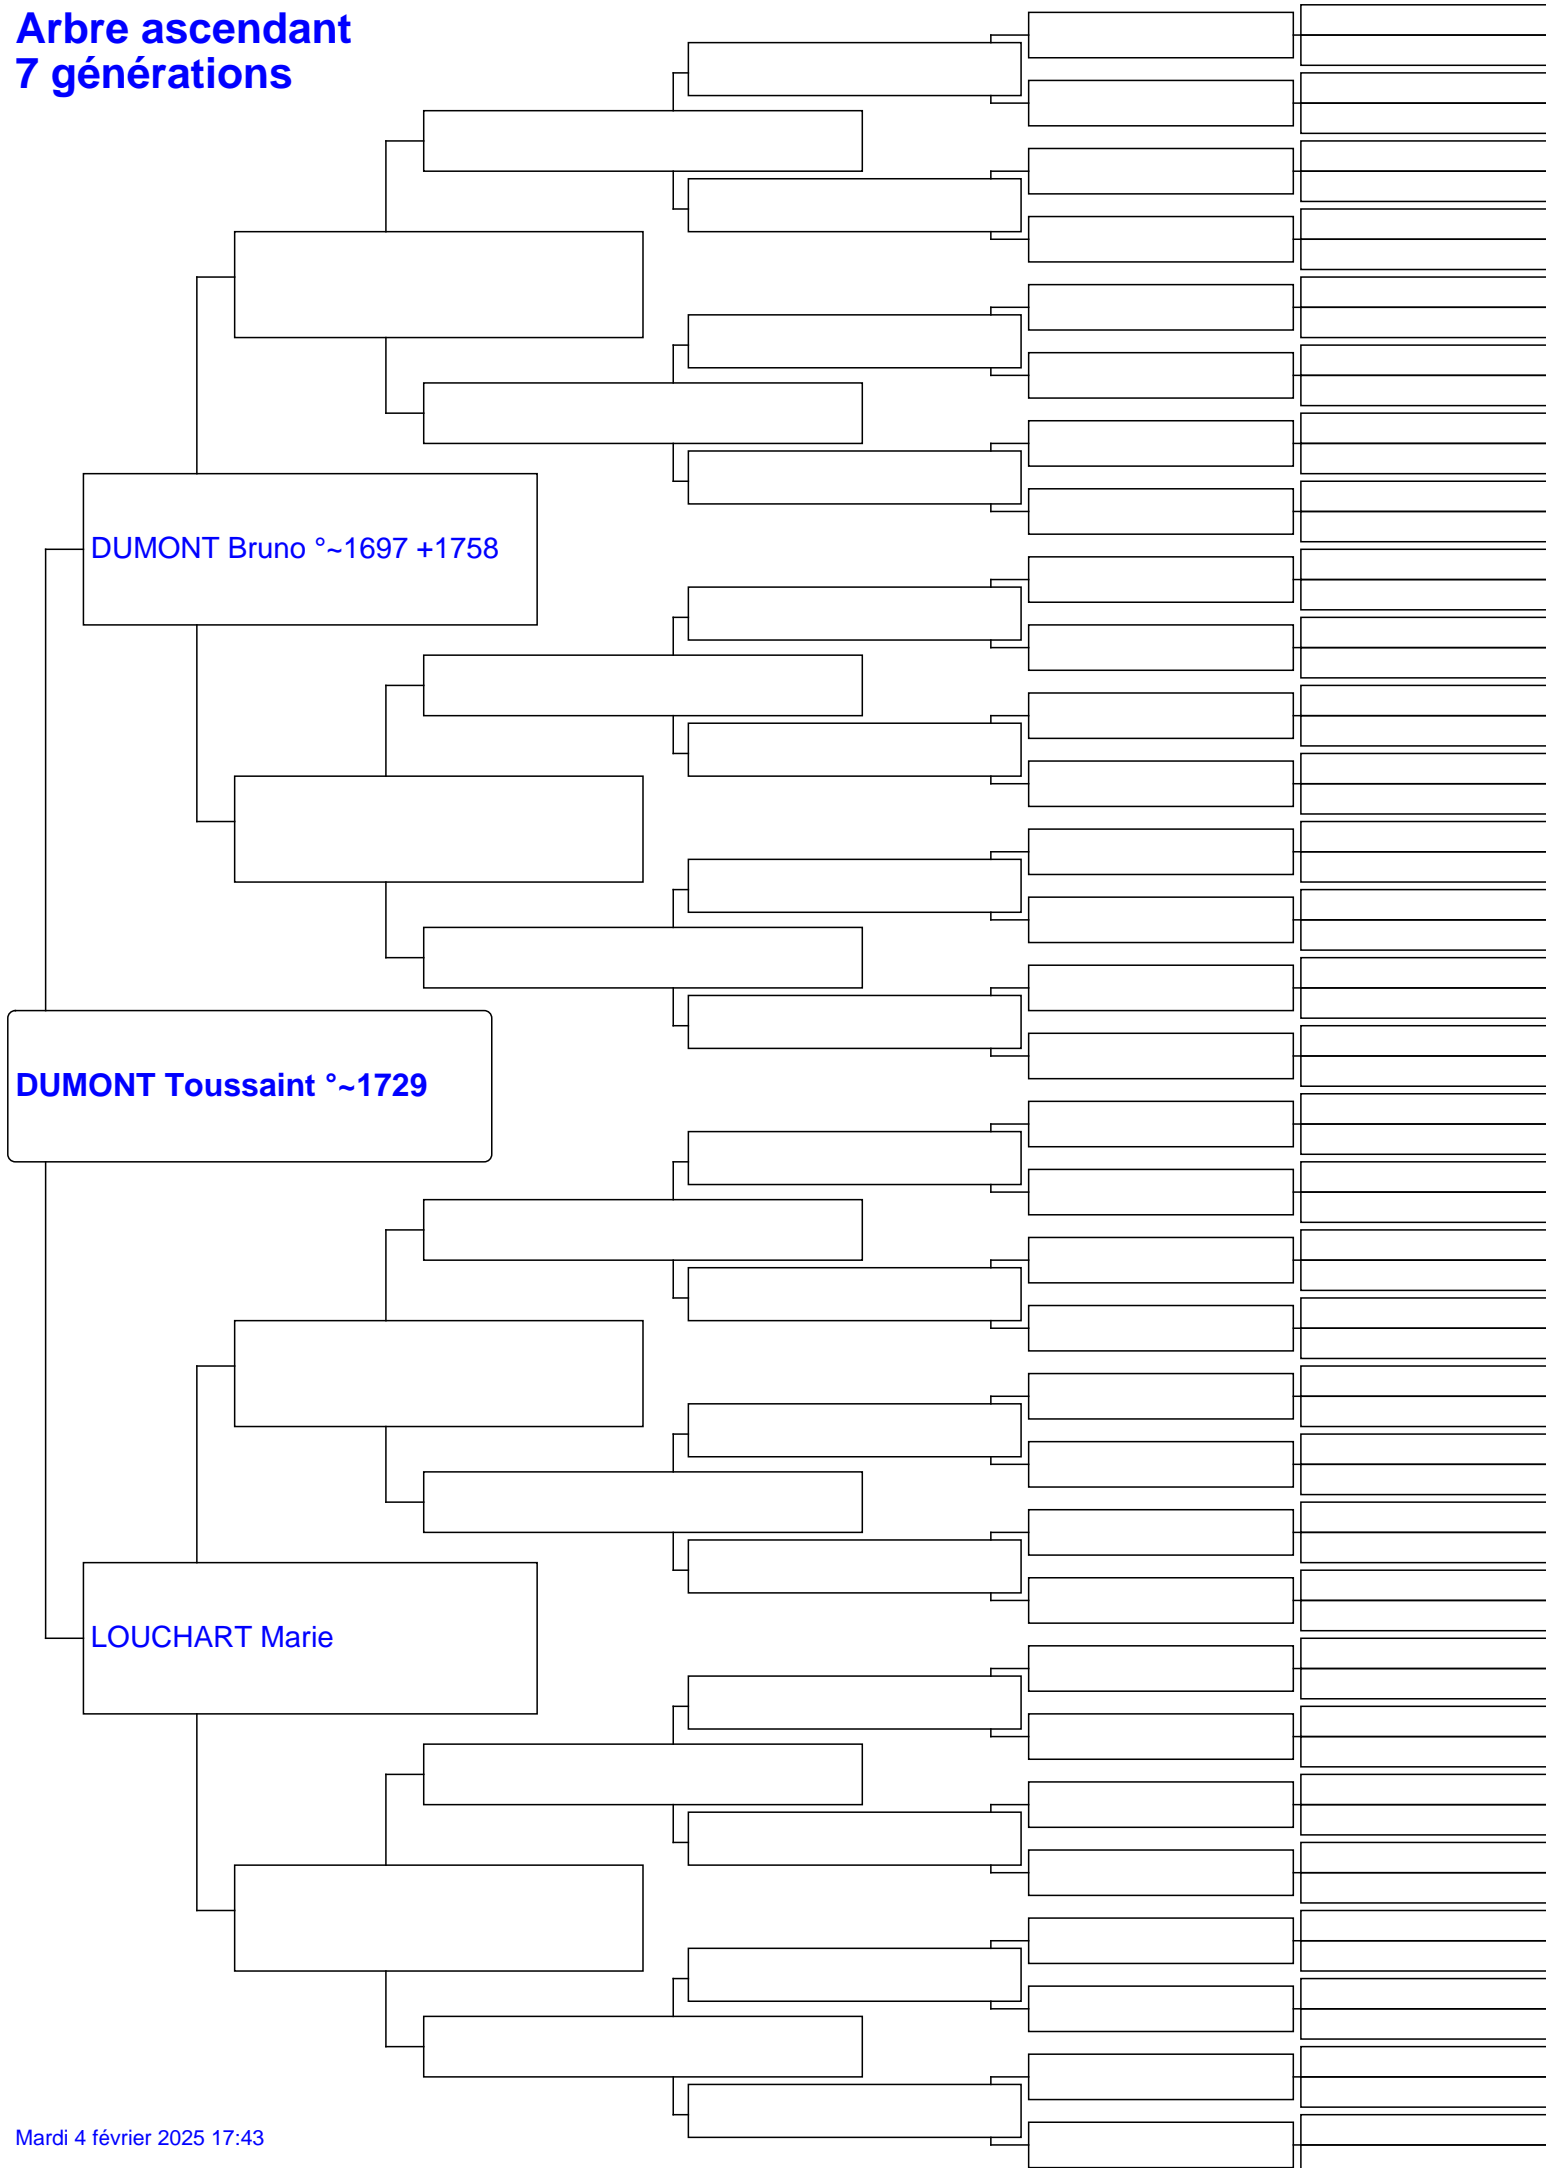 Arbre ascendant
7 générations
DUMONT Bruno °~1697 +1758
DUMONT Toussaint °~1729
LOUCHART Marie
Mardi 4 février 2025 17:43